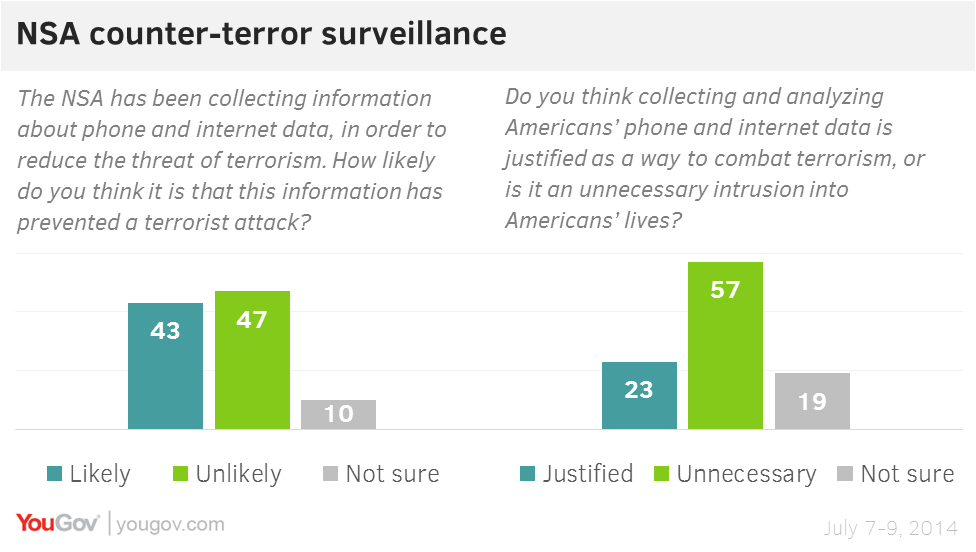 NSA counter-terror surveillance
The NSA has been collecting information
about phone and internet data, in order to
reduce the threat of terrorism. How likely
do you think it is that this information has
prevented a terrorist attack?
Do you think collecting and analyzing
Americans’ phone and internet data is
justified as a way to combat terrorism, or
is it an unnecessary intrusion into
Americans’ lives?
43
47
10
57
23
19
Likely Unlikely Not sure
Justified Unnecessary Not sure
YouGov | yougov.com
July 7-9, 2014